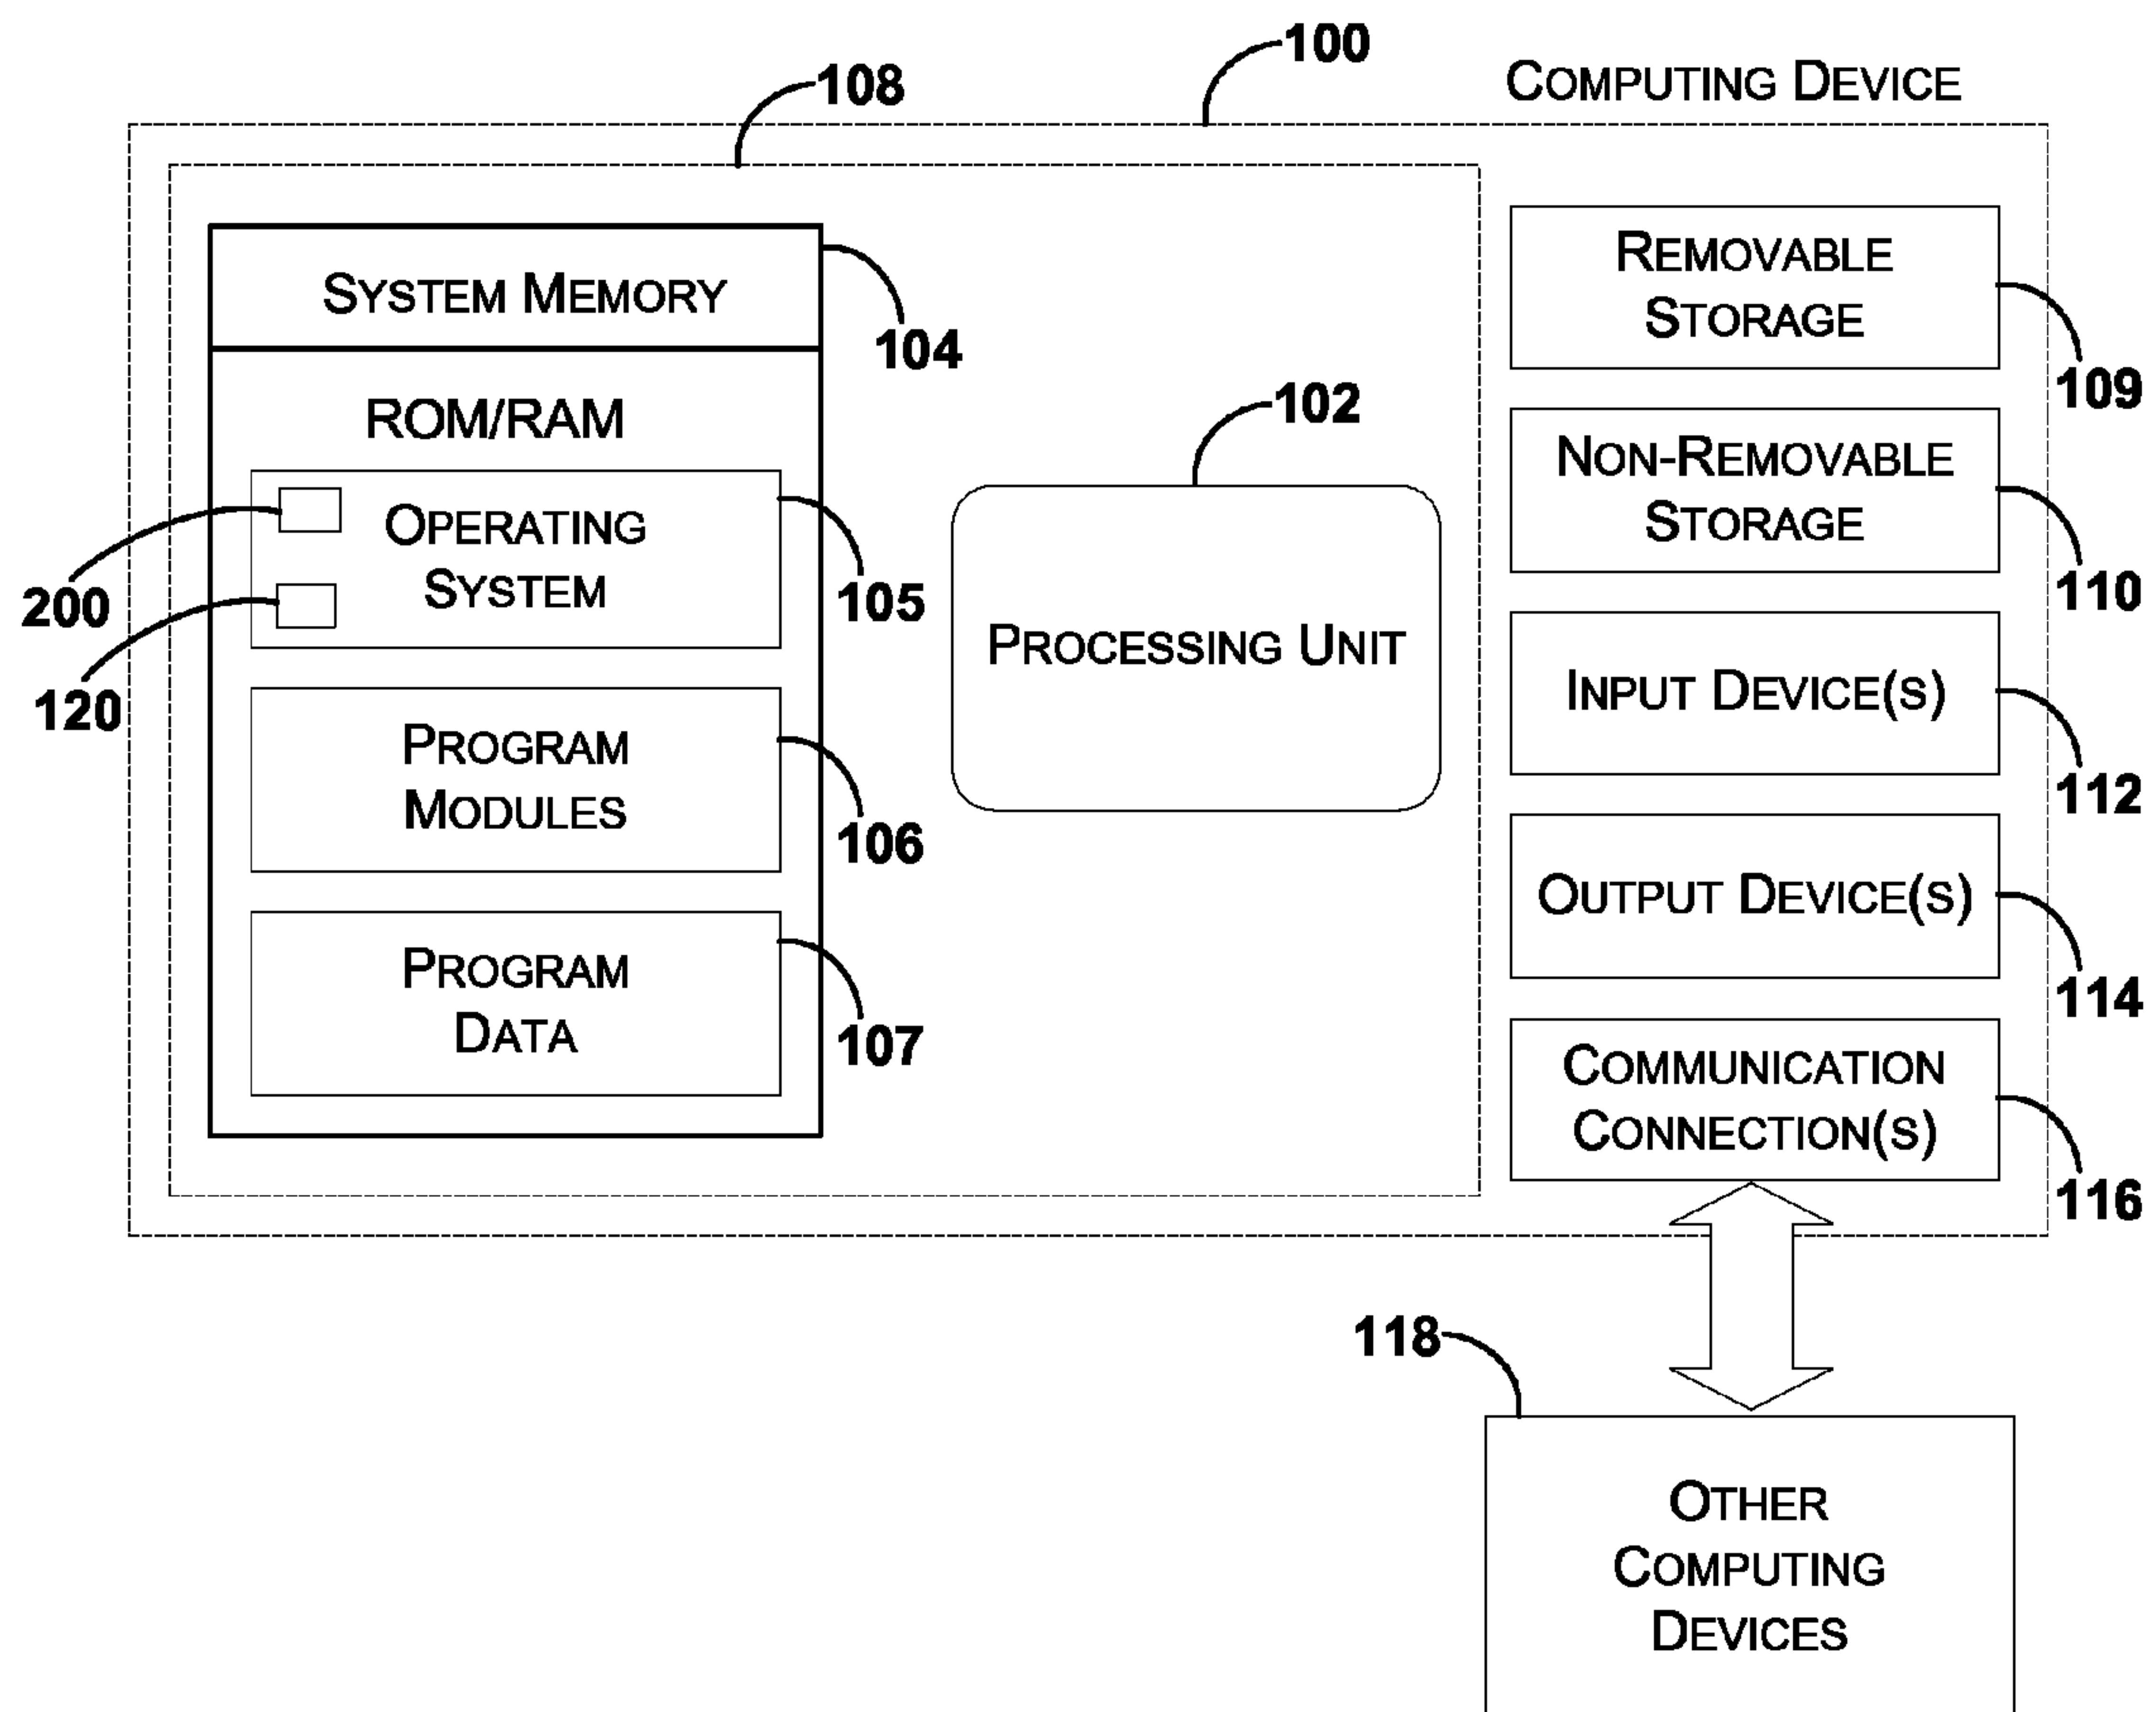 100
COMPUTING DEVICE
108
SYSTEM MEMORY
104
ROM/RAM
OPERATING
SYSTEM
105
200
120
PROGRAM
MODULES
106
PROGRAM
DATA
107
102
PROCESSING UNIT
REMOVABLE
STORAGE
109
NON-REMOVABLE
STORAGE
110
INPUT DEVICE(S)
112
OUTPUT DEVICE(S)
114
COMMUNICATION
CONNECTION(S)
116
118
OTHER
COMPUTING
DEVICES